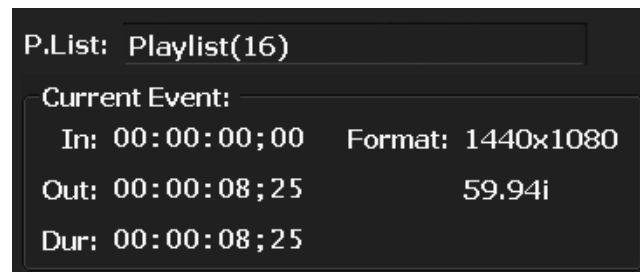 P.List: Playlist(16)
Current Event:
In: 00:00:00;00 Format: 1440x1080
Out: 00:00:08;25 59.94i
Dur: 00:00:08;25